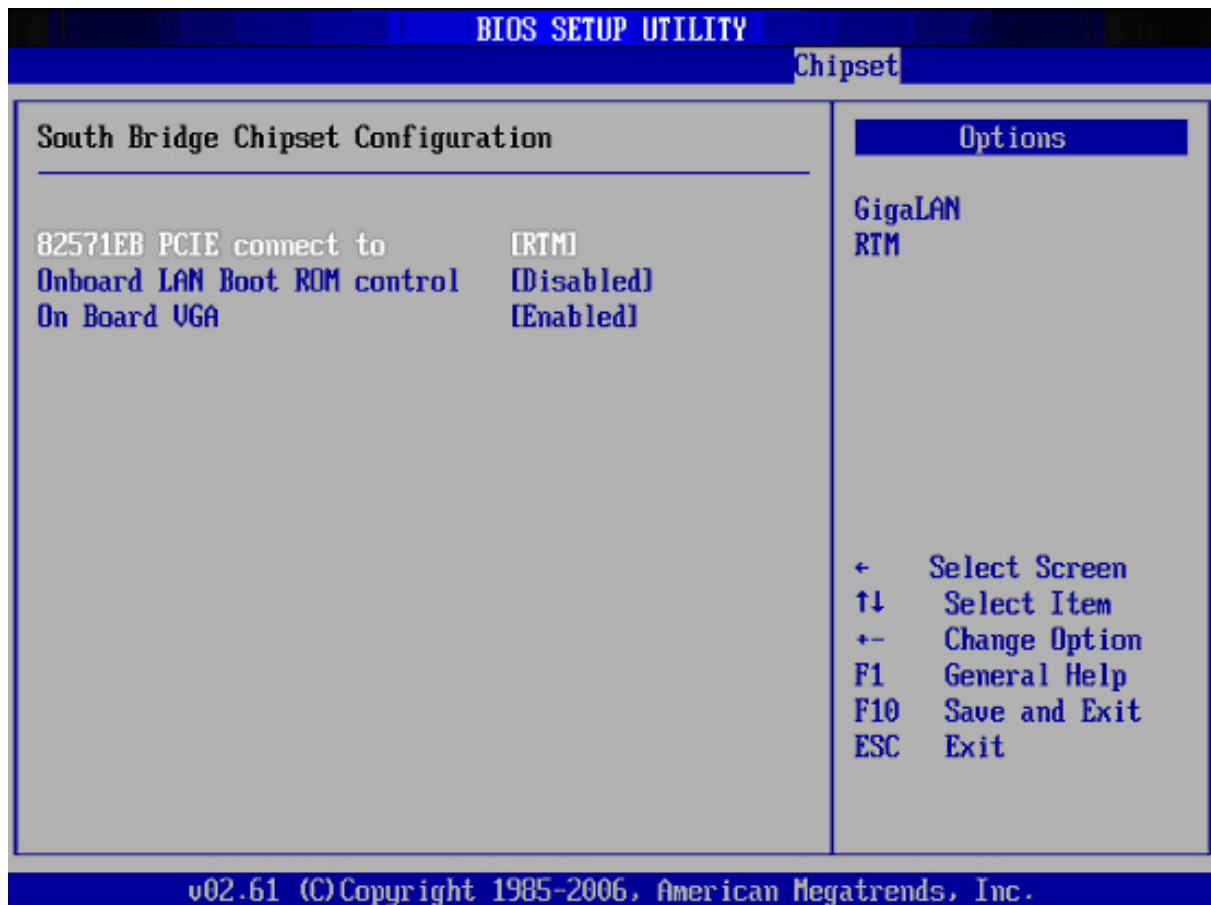 BIOS SETUP UTILITY
Chipset
South Bridge Chipset Configuration
82571EB PCIE connect to [RTM]
Onboard LAN Boot ROM control [Disabled]
On Board VGA [Enabled]
Options
GigaLAN
RTM
← Select Screen
↑↓ Select Item
+- Change Option
F1 General Help
F10 Save and Exit
ESC Exit
v02.61 (C)Copyright 1985-2006, American Megatrends, Inc.